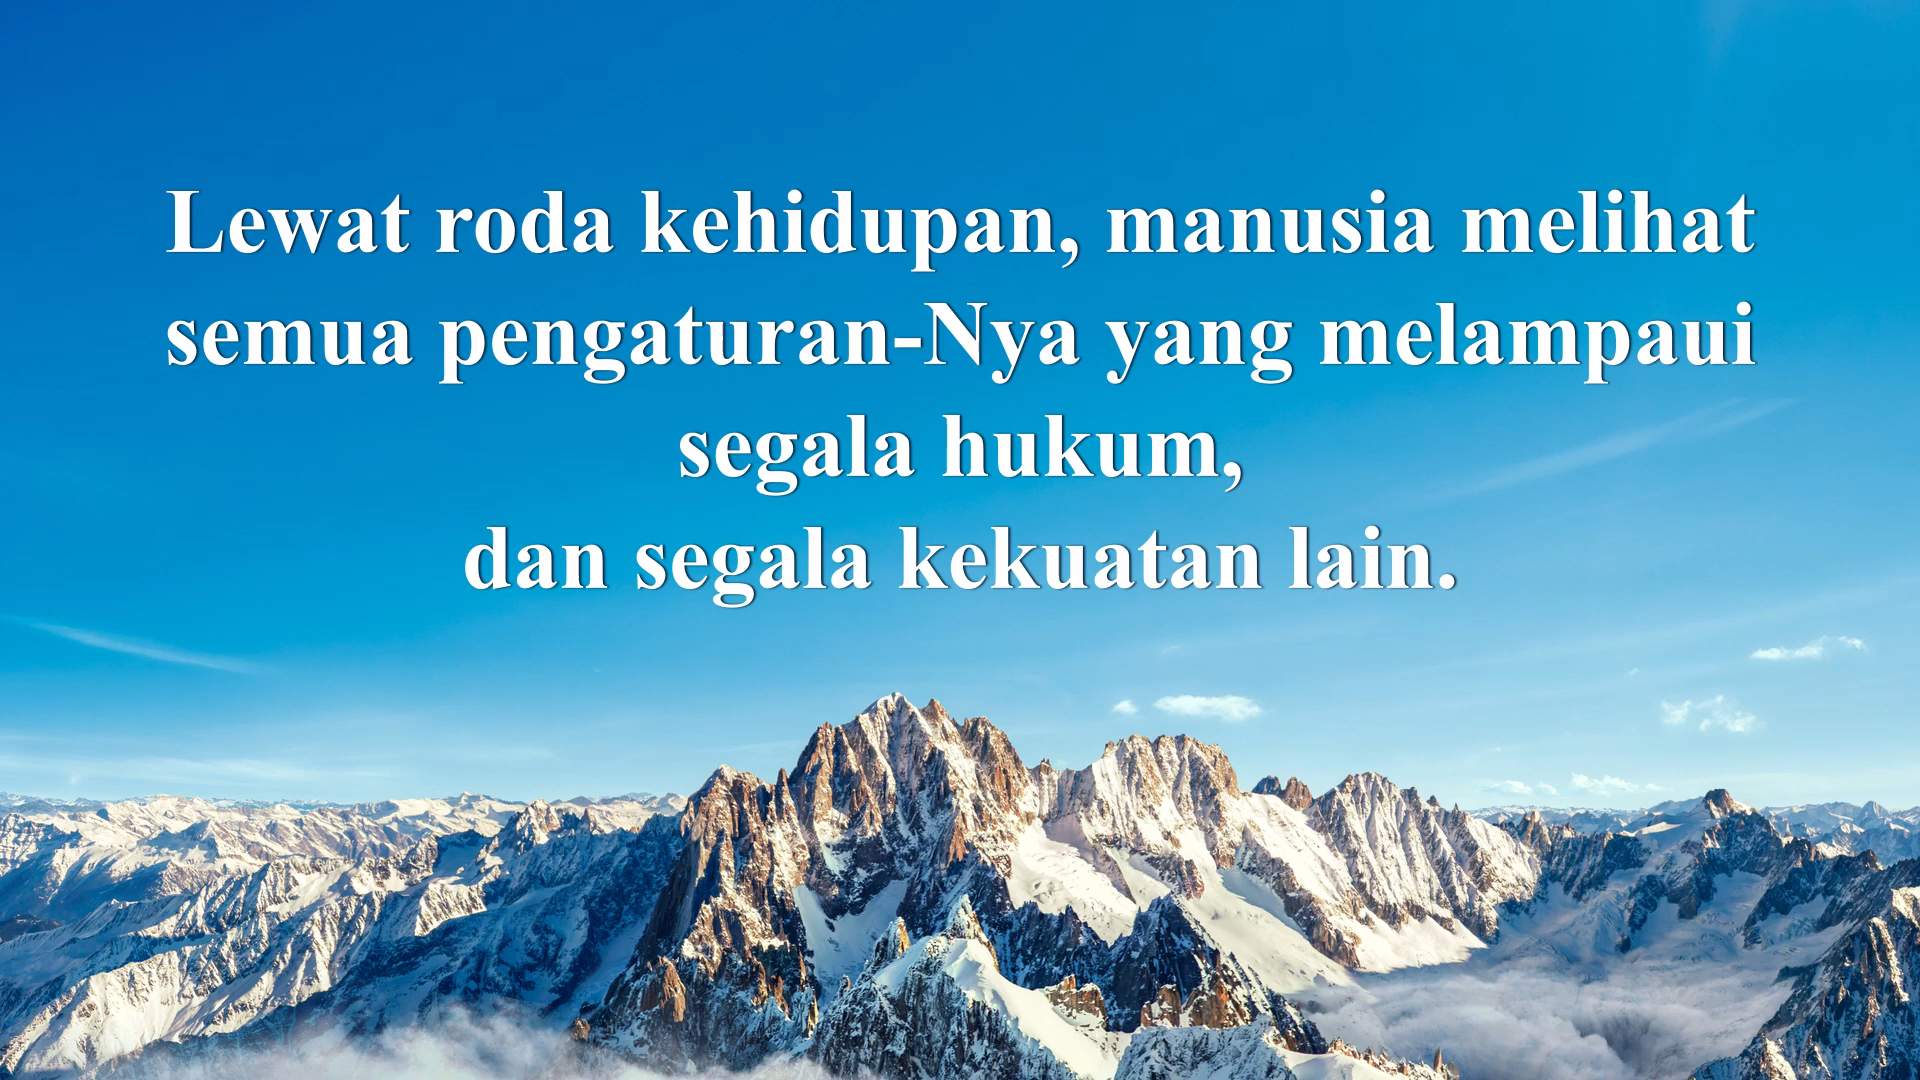 Lewat roda kehidupan, manusia melihat
semua pengaturan-Nya yang melampaui
segala hukum,
dan segala kekuatan lain.